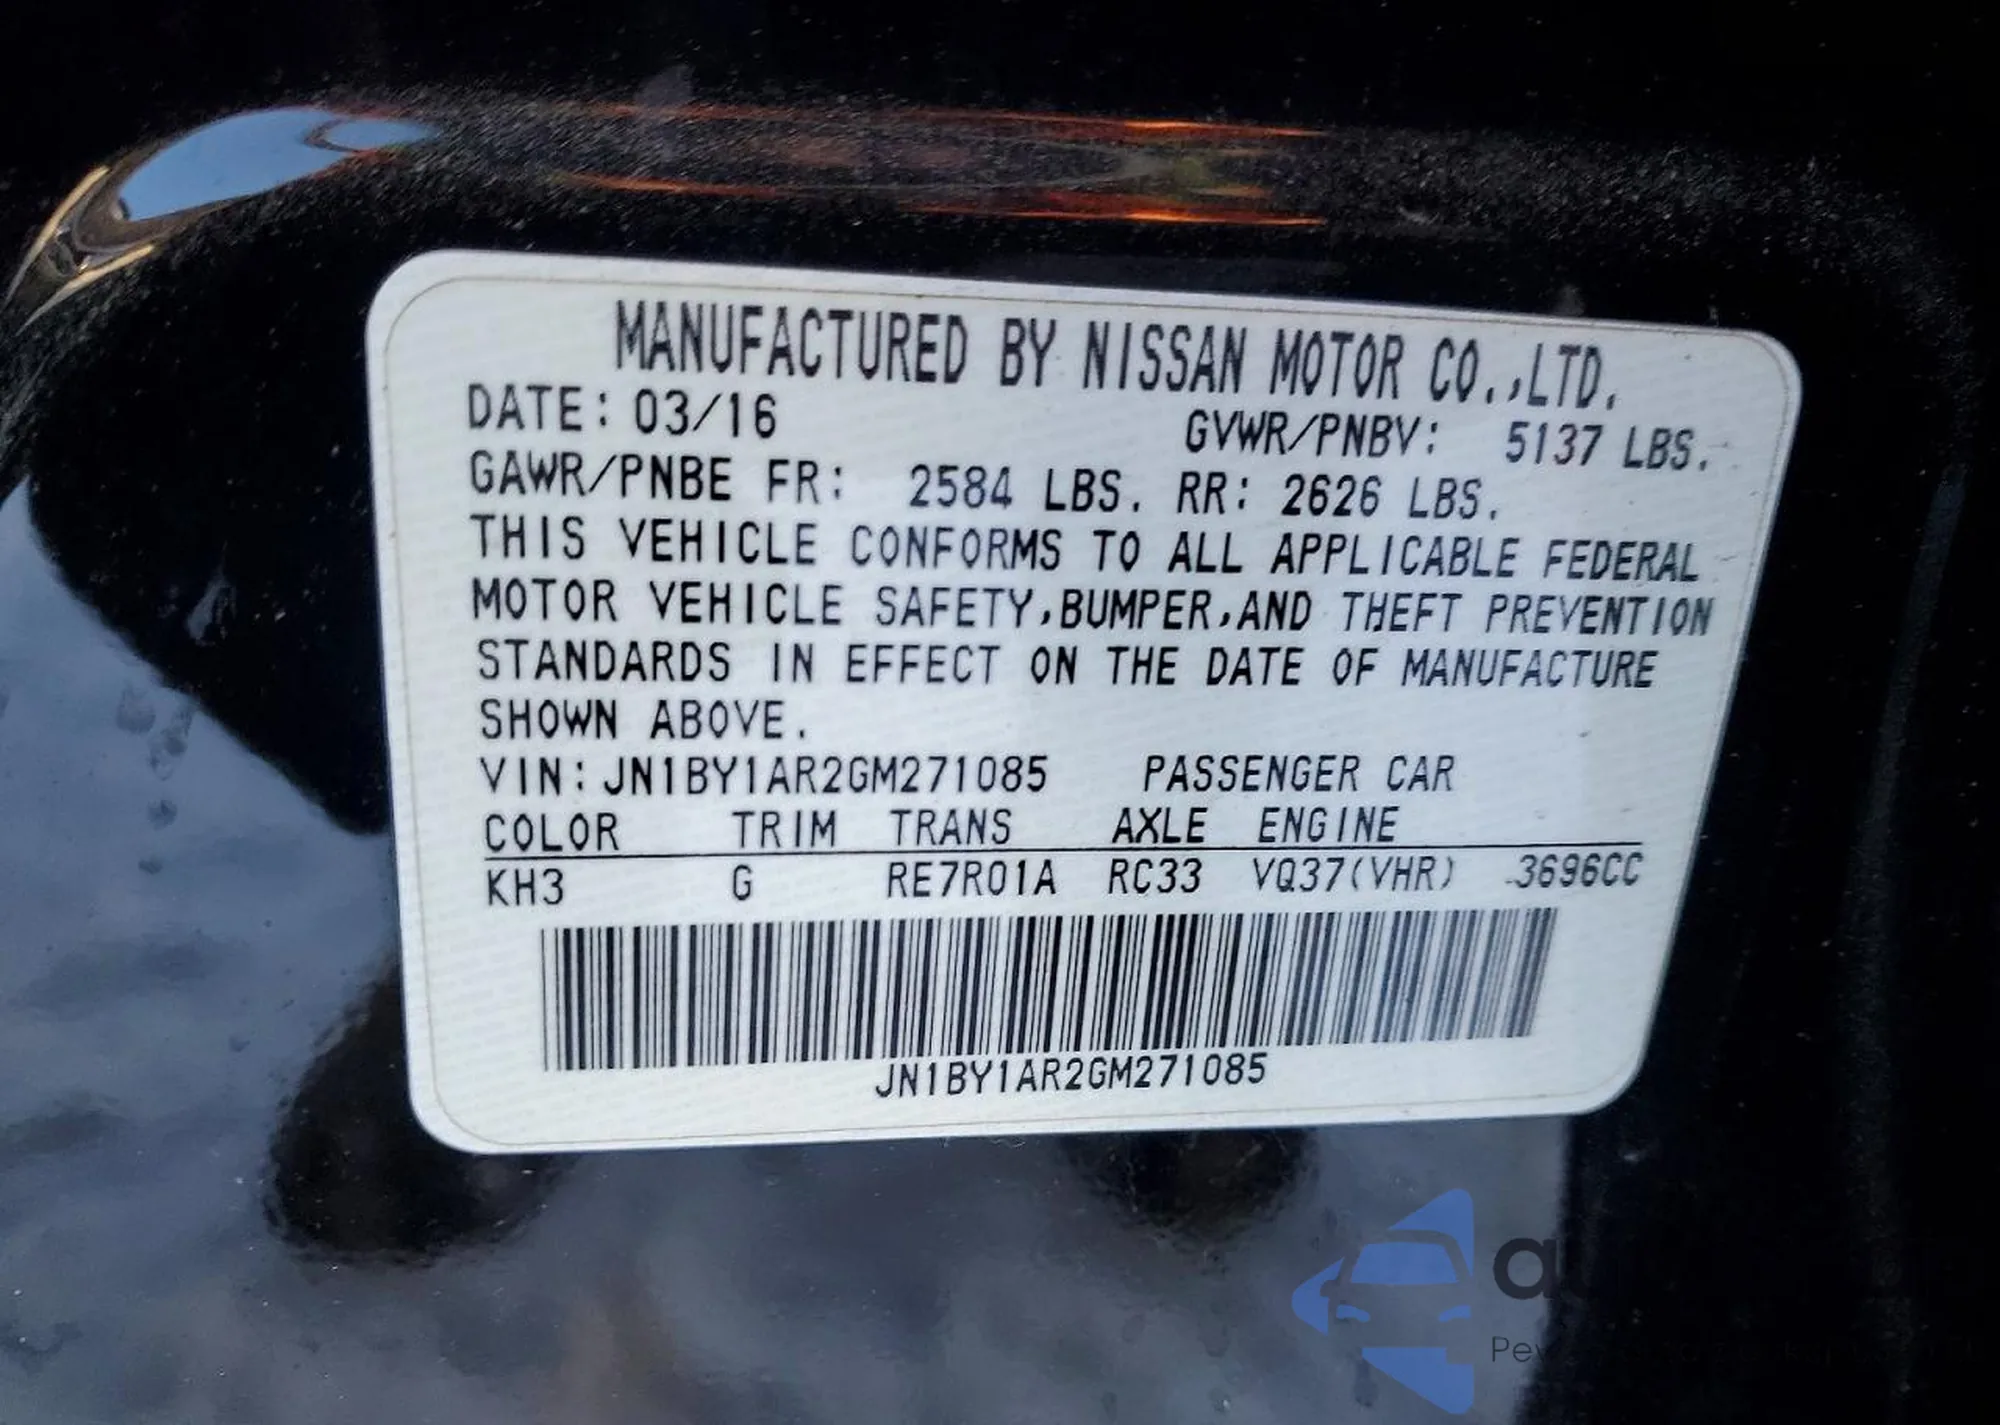 MANUFACTURED BY NISSAN MOTOR CO.,LTD.
DATE: 03/16 GVWR/PNBV: 5137 LBS.
GAWR/PNBE FR: 2584 LBS. RR: 2626 LBS.
THIS VEHICLE CONFORMS TO ALL APPLICABLE FEDERAL
MOTOR VEHICLE SAFETY,BUMPER,AND THEFT PREVENTION
STANDARDS IN EFFECT ON THE DATE OF MANUFACTURE
SHOWN ABOVE.
VIN:JN1BY1AR2GM271085 PASSENGER CAR
COLOR TRIM TRANS AXLE ENGINE
KH3 G RE7R01A RC33 VQ37(VHR) 3696CC
JN1BY1AR2GM271085